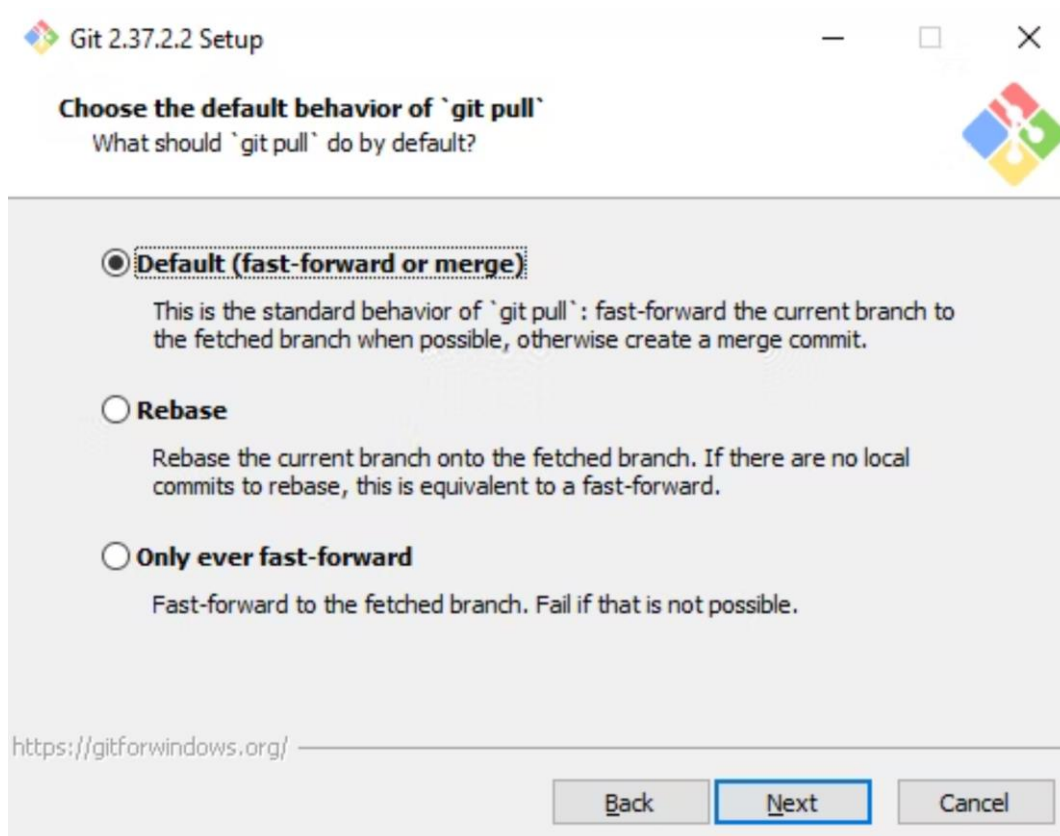 Git 2.37.2.2 Setup
Choose the default behavior of `git pull`
What should `git pull` do by default?
Default (fast-forward or merge)
This is the standard behavior of `git pull`: fast-forward the current branch to
the fetched branch when possible, otherwise create a merge commit.
Rebase
Rebase the current branch onto the fetched branch. If there are no local
commits to rebase, this is equivalent to a fast-forward.
Only ever fast-forward
Fast-forward to the fetched branch. Fail if that is not possible.
https://gitforwindows.org/
Back Next Cancel